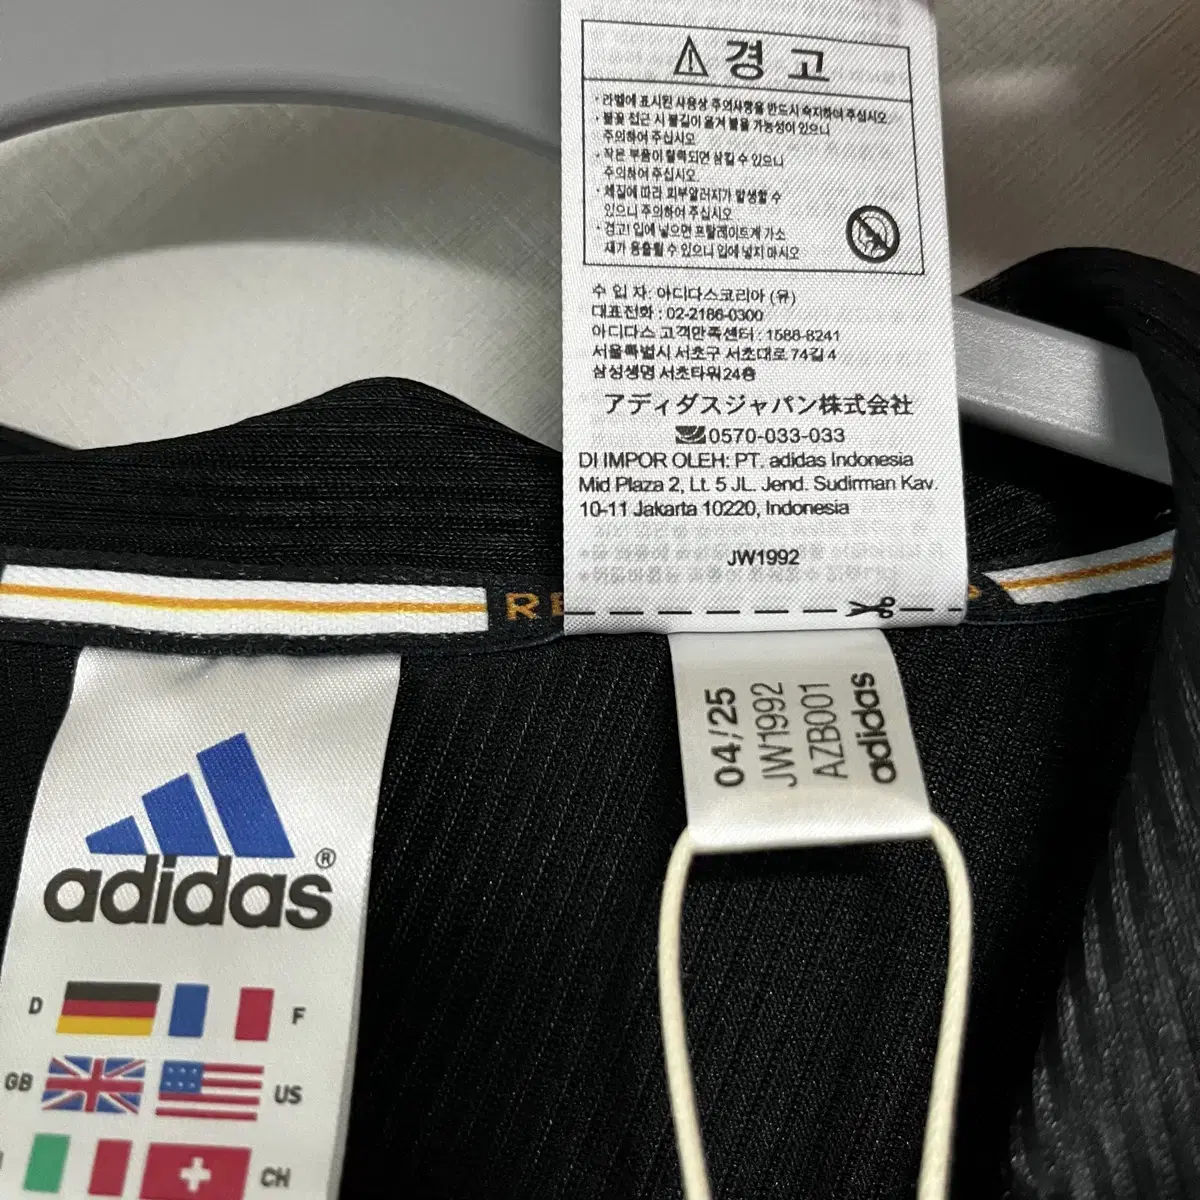 경 고
· 라벨에 표시된 사용상 주의사항을 반드시 숙지하여 주십시오.
· 불꽃 접근 시 불길이 옮겨 붙을 가능성이 있으니
주의하여 주십시오
· 작은 부품이 탈락되면 삼킬 수 있으니
주의하여 주십시오.
· 체질에 따라 피부알러지가 발생할 수
있으니 주의하여 주십시오
· 경고! 입에 넣으면 프탈레이트계 가소
제가 용출될 수 있으니 입에 넣지 마시오
수 입 자: 아디다스코리아 (유)
대표전화 : 02-2186-0300
아디다스 고객만족센터 : 1588-8241
서울특별시 서초구 서초대로 74길 4
삼성생명 서초타워 24층
アディダスジャパン株式会社
0570-033-033
DI IMPOR OLEH: PT. adidas Indonesia
Mid Plaza 2, Lt. 5 JL. Jend. Sudirman Kav.
10-11 Jakarta 10220, Indonesia
JW1992
RE
04/25
JW1992
AZB001
adidas
adidas®
D F
GB US
CH